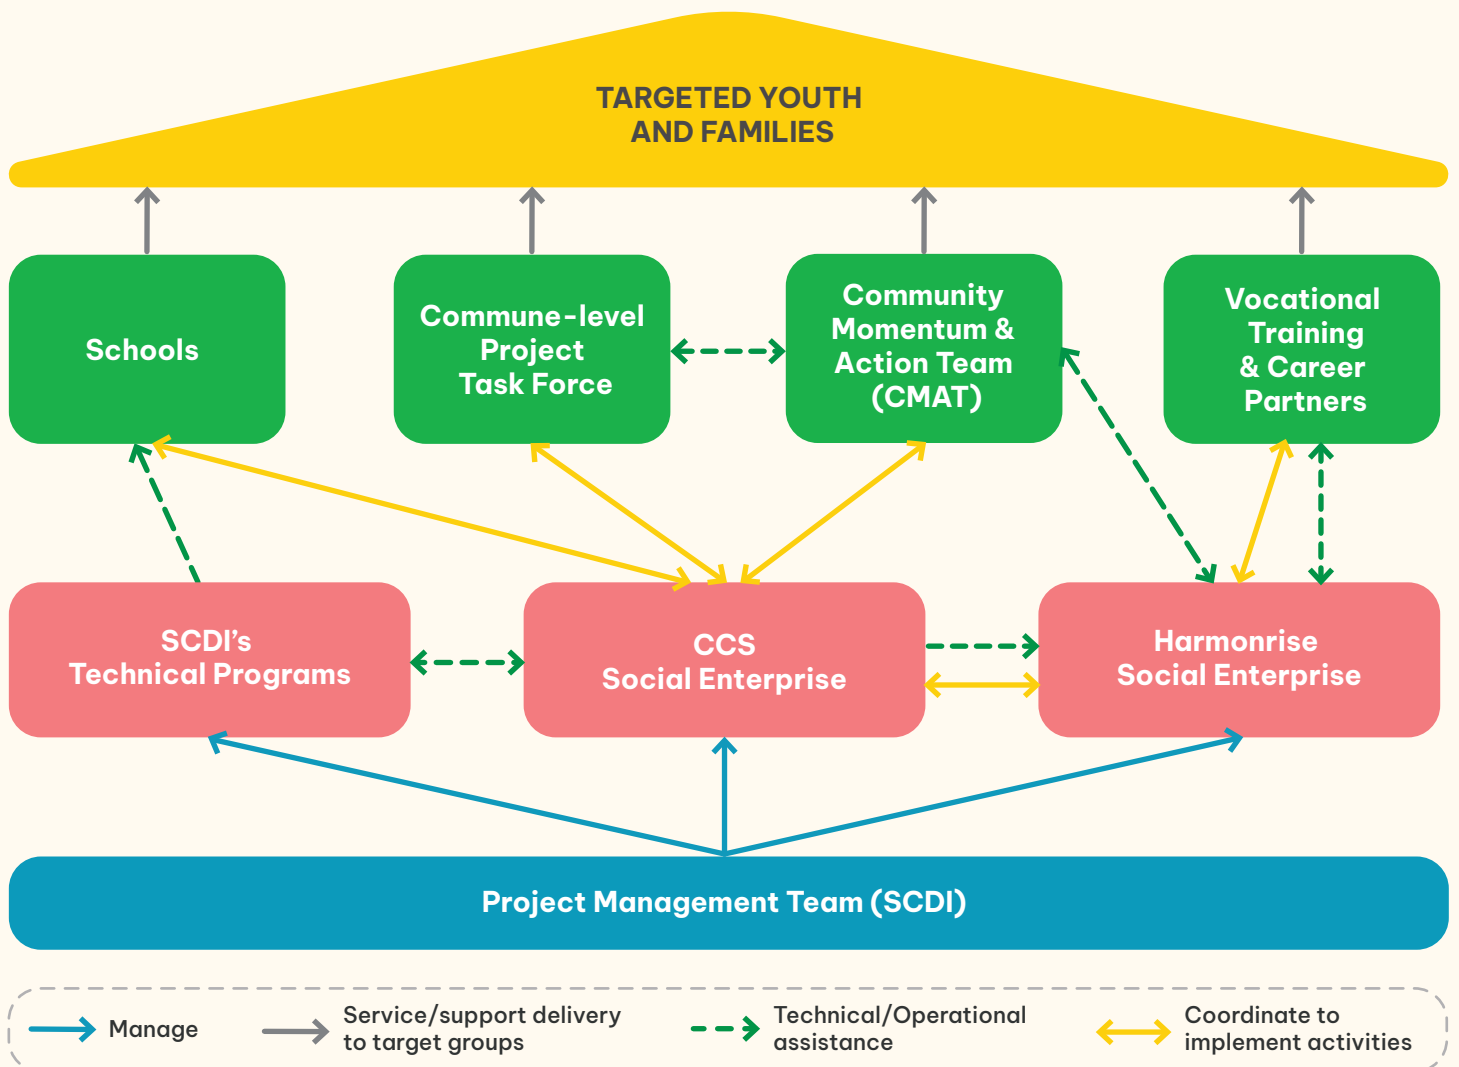 TARGETED YOUTH
AND FAMILIES
Schools
Commune-level
Project
Task Force
Community
Momentum &
Action Team
(CMAT)
Vocational
Training
& Career
Partners
SCDI’s
Technical Programs
CCS
Social Enterprise
Harmonrise
Social Enterprise
Project Management Team (SCDI)
Manage
Service/support delivery
to target groups
Technical/Operational
assistance
Coordinate to
implement activities